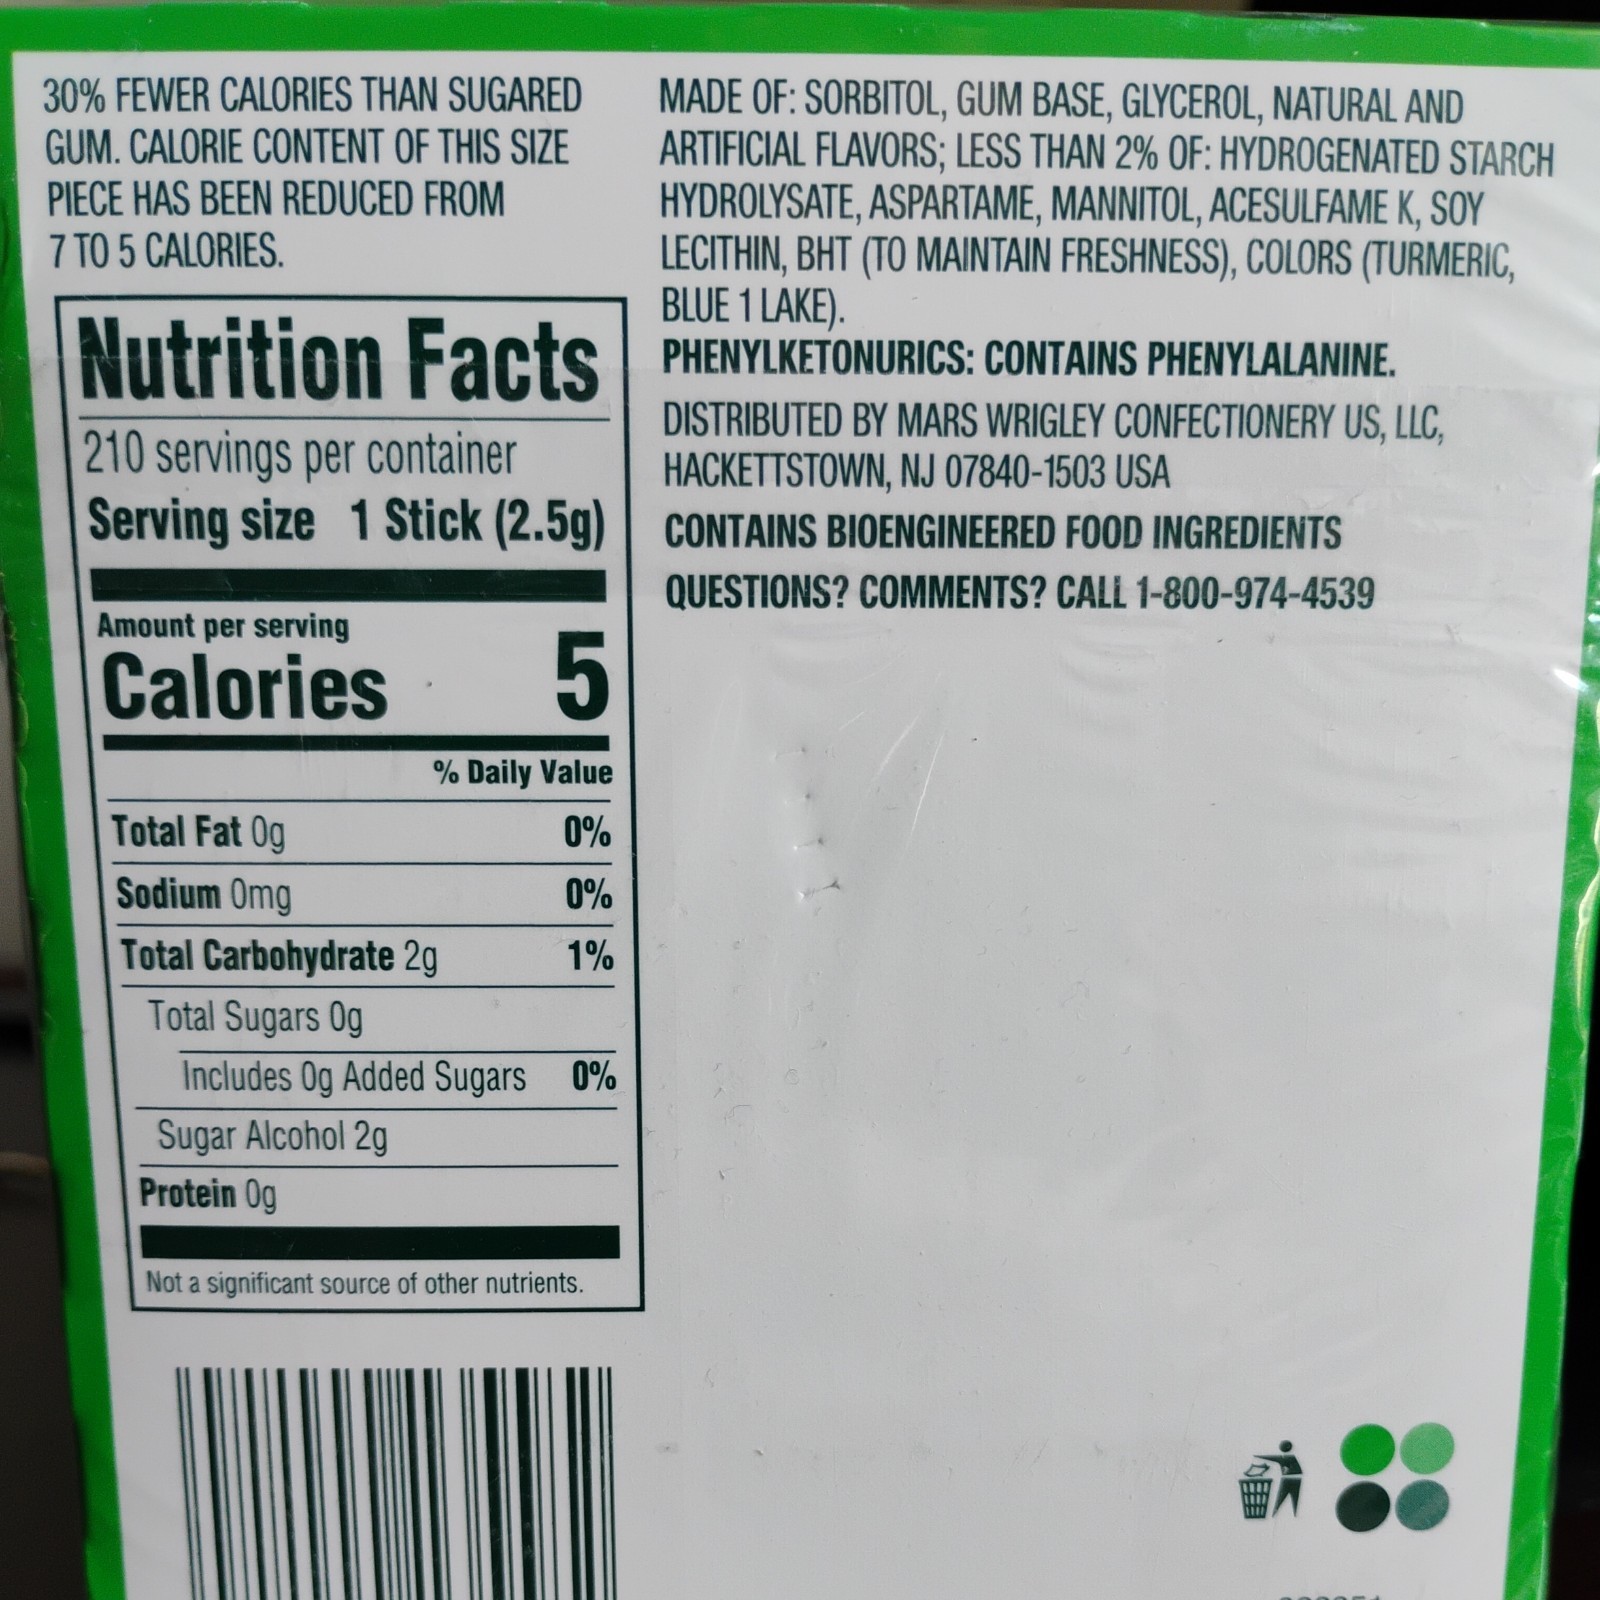 30% FEWER CALORIES THAN SUGARED
GUM. CALORIE CONTENT OF THIS SIZE
PIECE HAS BEEN REDUCED FROM
7 TO 5 CALORIES.
Nutrition Facts
210 servings per container
Serving size 1 Stick (2.5g)
Amount per serving
Calories 5
% Daily Value
Total Fat 0g 0%
Sodium 0mg 0%
Total Carbohydrate 2g 1%
Total Sugars 0g
Includes 0g Added Sugars 0%
Sugar Alcohol 2g
Protein 0g
Not a significant source of other nutrients.
MADE OF: SORBITOL, GUM BASE, GLYCEROL, NATURAL AND
ARTIFICIAL FLAVORS; LESS THAN 2% OF: HYDROGENATED STARCH
HYDROLYSATE, ASPARTAME, MANNITOL, ACESULFAME K, SOY
LECITHIN, BHT (TO MAINTAIN FRESHNESS), COLORS (TURMERIC,
BLUE 1 LAKE).
PHENYLKETONURICS: CONTAINS PHENYLALANINE.
DISTRIBUTED BY MARS WRIGLEY CONFECTIONERY US, LLC,
HACKETTSTOWN, NJ 07840-1503 USA
CONTAINS BIOENGINEERED FOOD INGREDIENTS
QUESTIONS? COMMENTS? CALL 1-800-974-4539